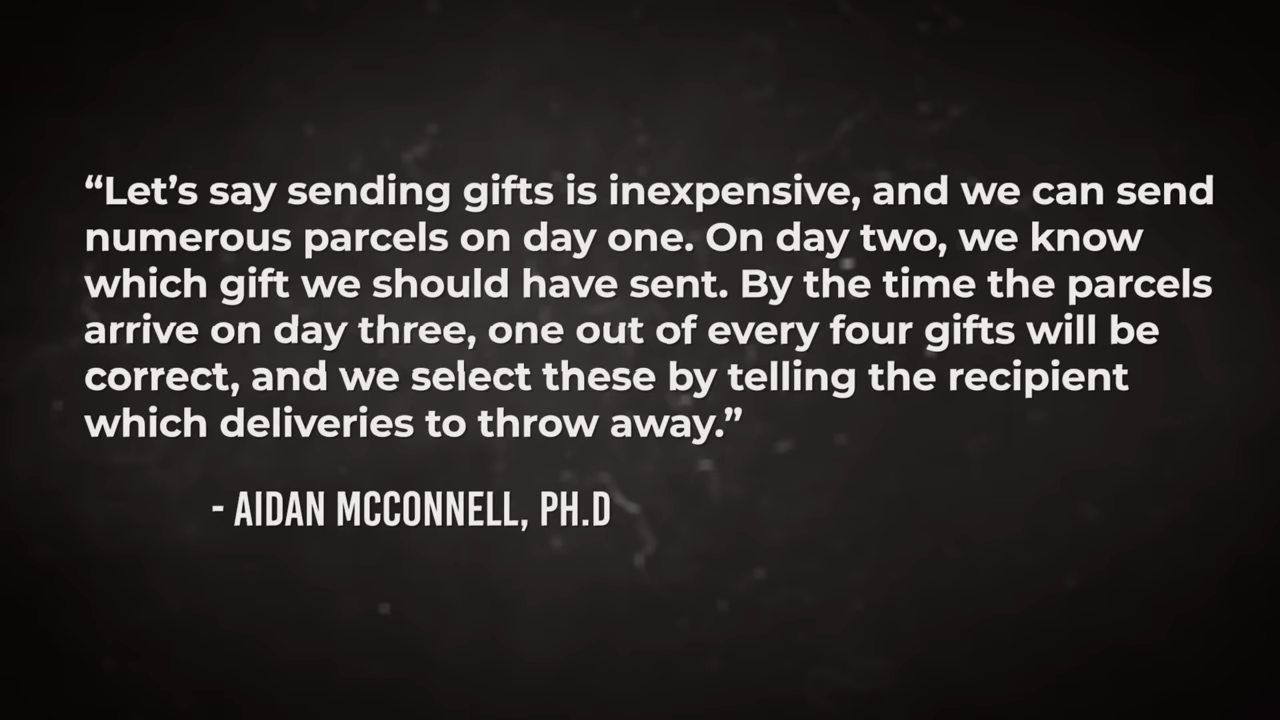 “Let’s say sending gifts is inexpensive, and we can send
numerous parcels on day one. On day two, we know
which gift we should have sent. By the time the parcels
arrive on day three, one out of every four gifts will be
correct, and we select these by telling the recipient
which deliveries to throw away.”
- AIDAN MCCONNELL, PH.D